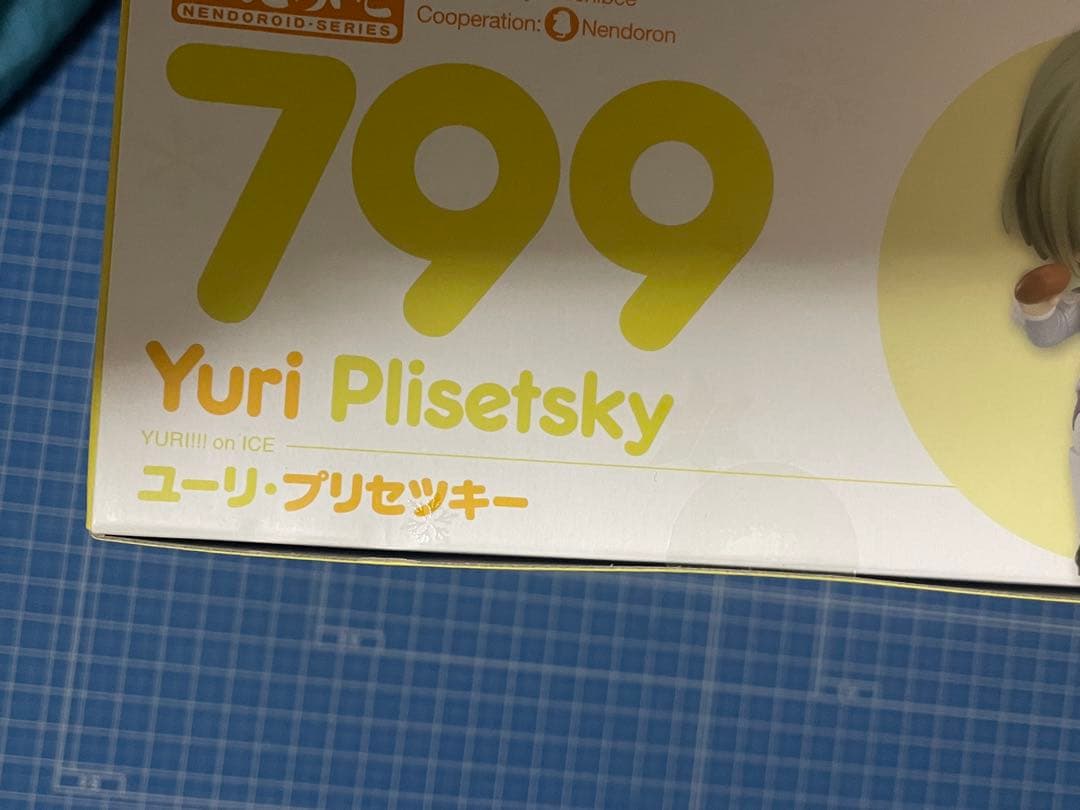 NENDOROID·SERIES
Cooperation: Nendoron
799
Yuri Plisetsky
YURI!!! on ICE
ユーリ・プリセツキー